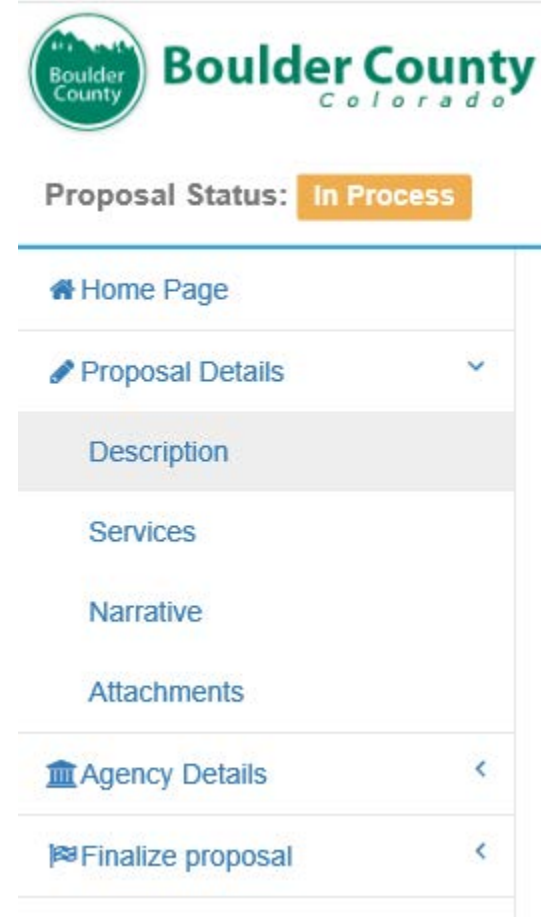 Boulder
County
Boulder County
Colorado
Proposal Status: In Process
Home Page
Proposal Details
Description
Services
Narrative
Attachments
Agency Details
Finalize proposal